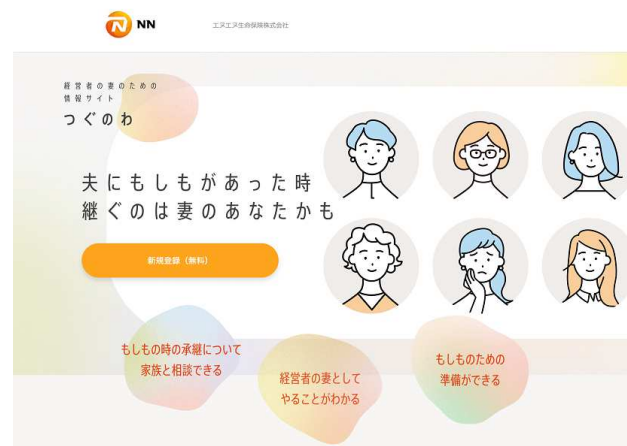 NN
エヌエヌ生命保険株式会社
経営者の妻のための
情報サイト
つぐのわ
夫にもしもがあった時
継ぐのは妻のあなたかも
新規登録（無料）
もしもの時の承継について
家族と相談できる
経営者の妻として
やることがわかる
もしものための
準備ができる